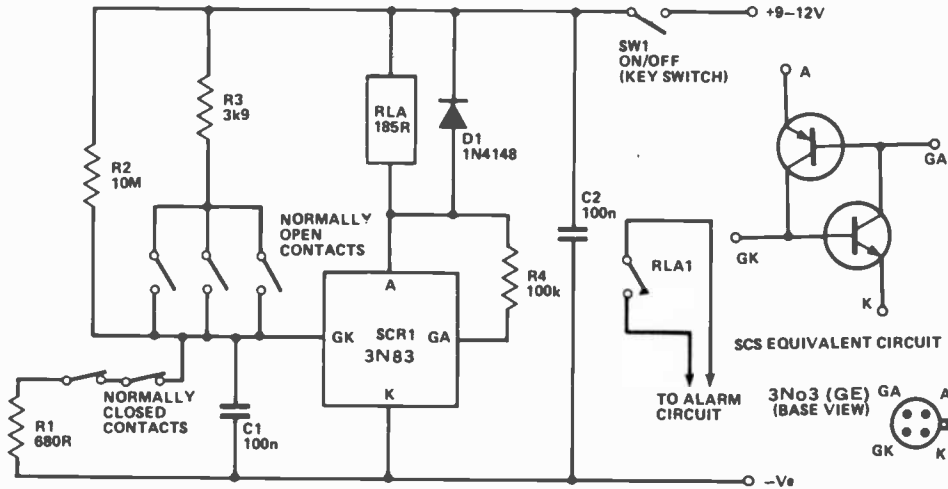 +9–12V
SW1
ON/OFF
(KEY SWITCH)
A
R3
3k9
RLA
185R
D1
1N4148
R2
10M
GA
C2
100n
NORMALLY
OPEN
CONTACTS
R4
100k
RLA1
GK
A
GK
SCR1
GA
3N83
K
K
SCS EQUIVALENT CIRCUIT
NORMALLY
CLOSED
CONTACTS
R1
680R
C1
100n
TO ALARM
CIRCUIT
3No3 (GE)
(BASE VIEW)
GA
A
GK
K
–Ve